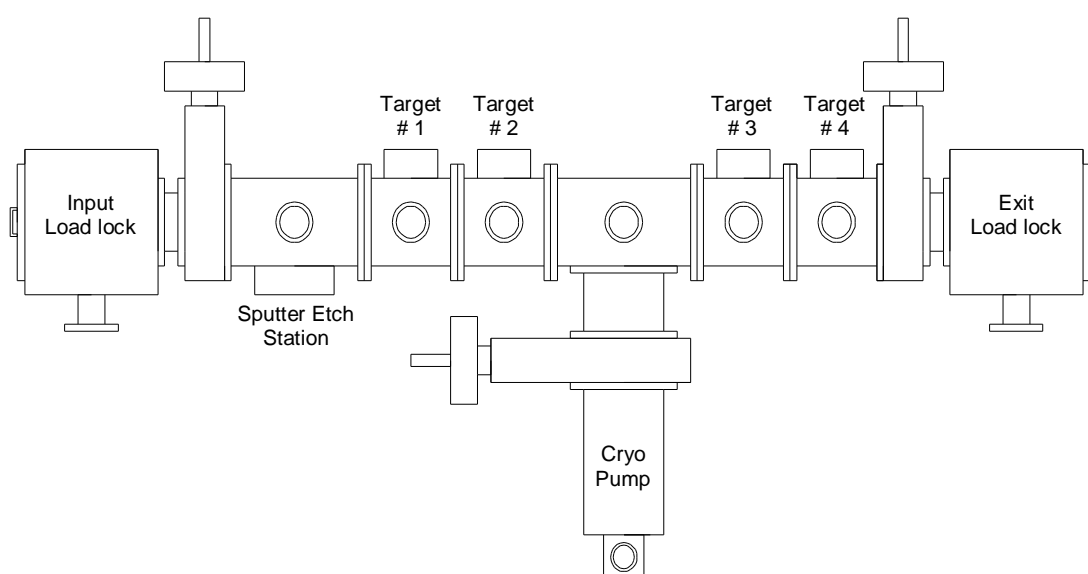 Target
# 1
Target
# 2
Target
# 3
Target
# 4
Input
Load lock
Exit
Load lock
Sputter Etch
Station
Cryo
Pump